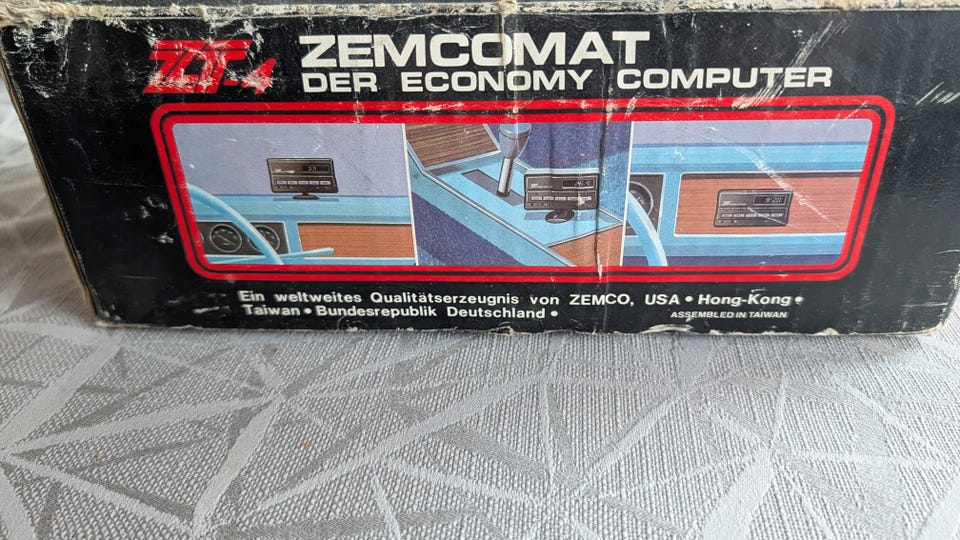 ZT-4 ZEMCOMAT
DER ECONOMY COMPUTER
Ein weltweites Qualitätserzeugnis von ZEMCO, USA • Hong-Kong •
Taiwan • Bundesrepublik Deutschland •
ASSEMBLED IN TAIWAN